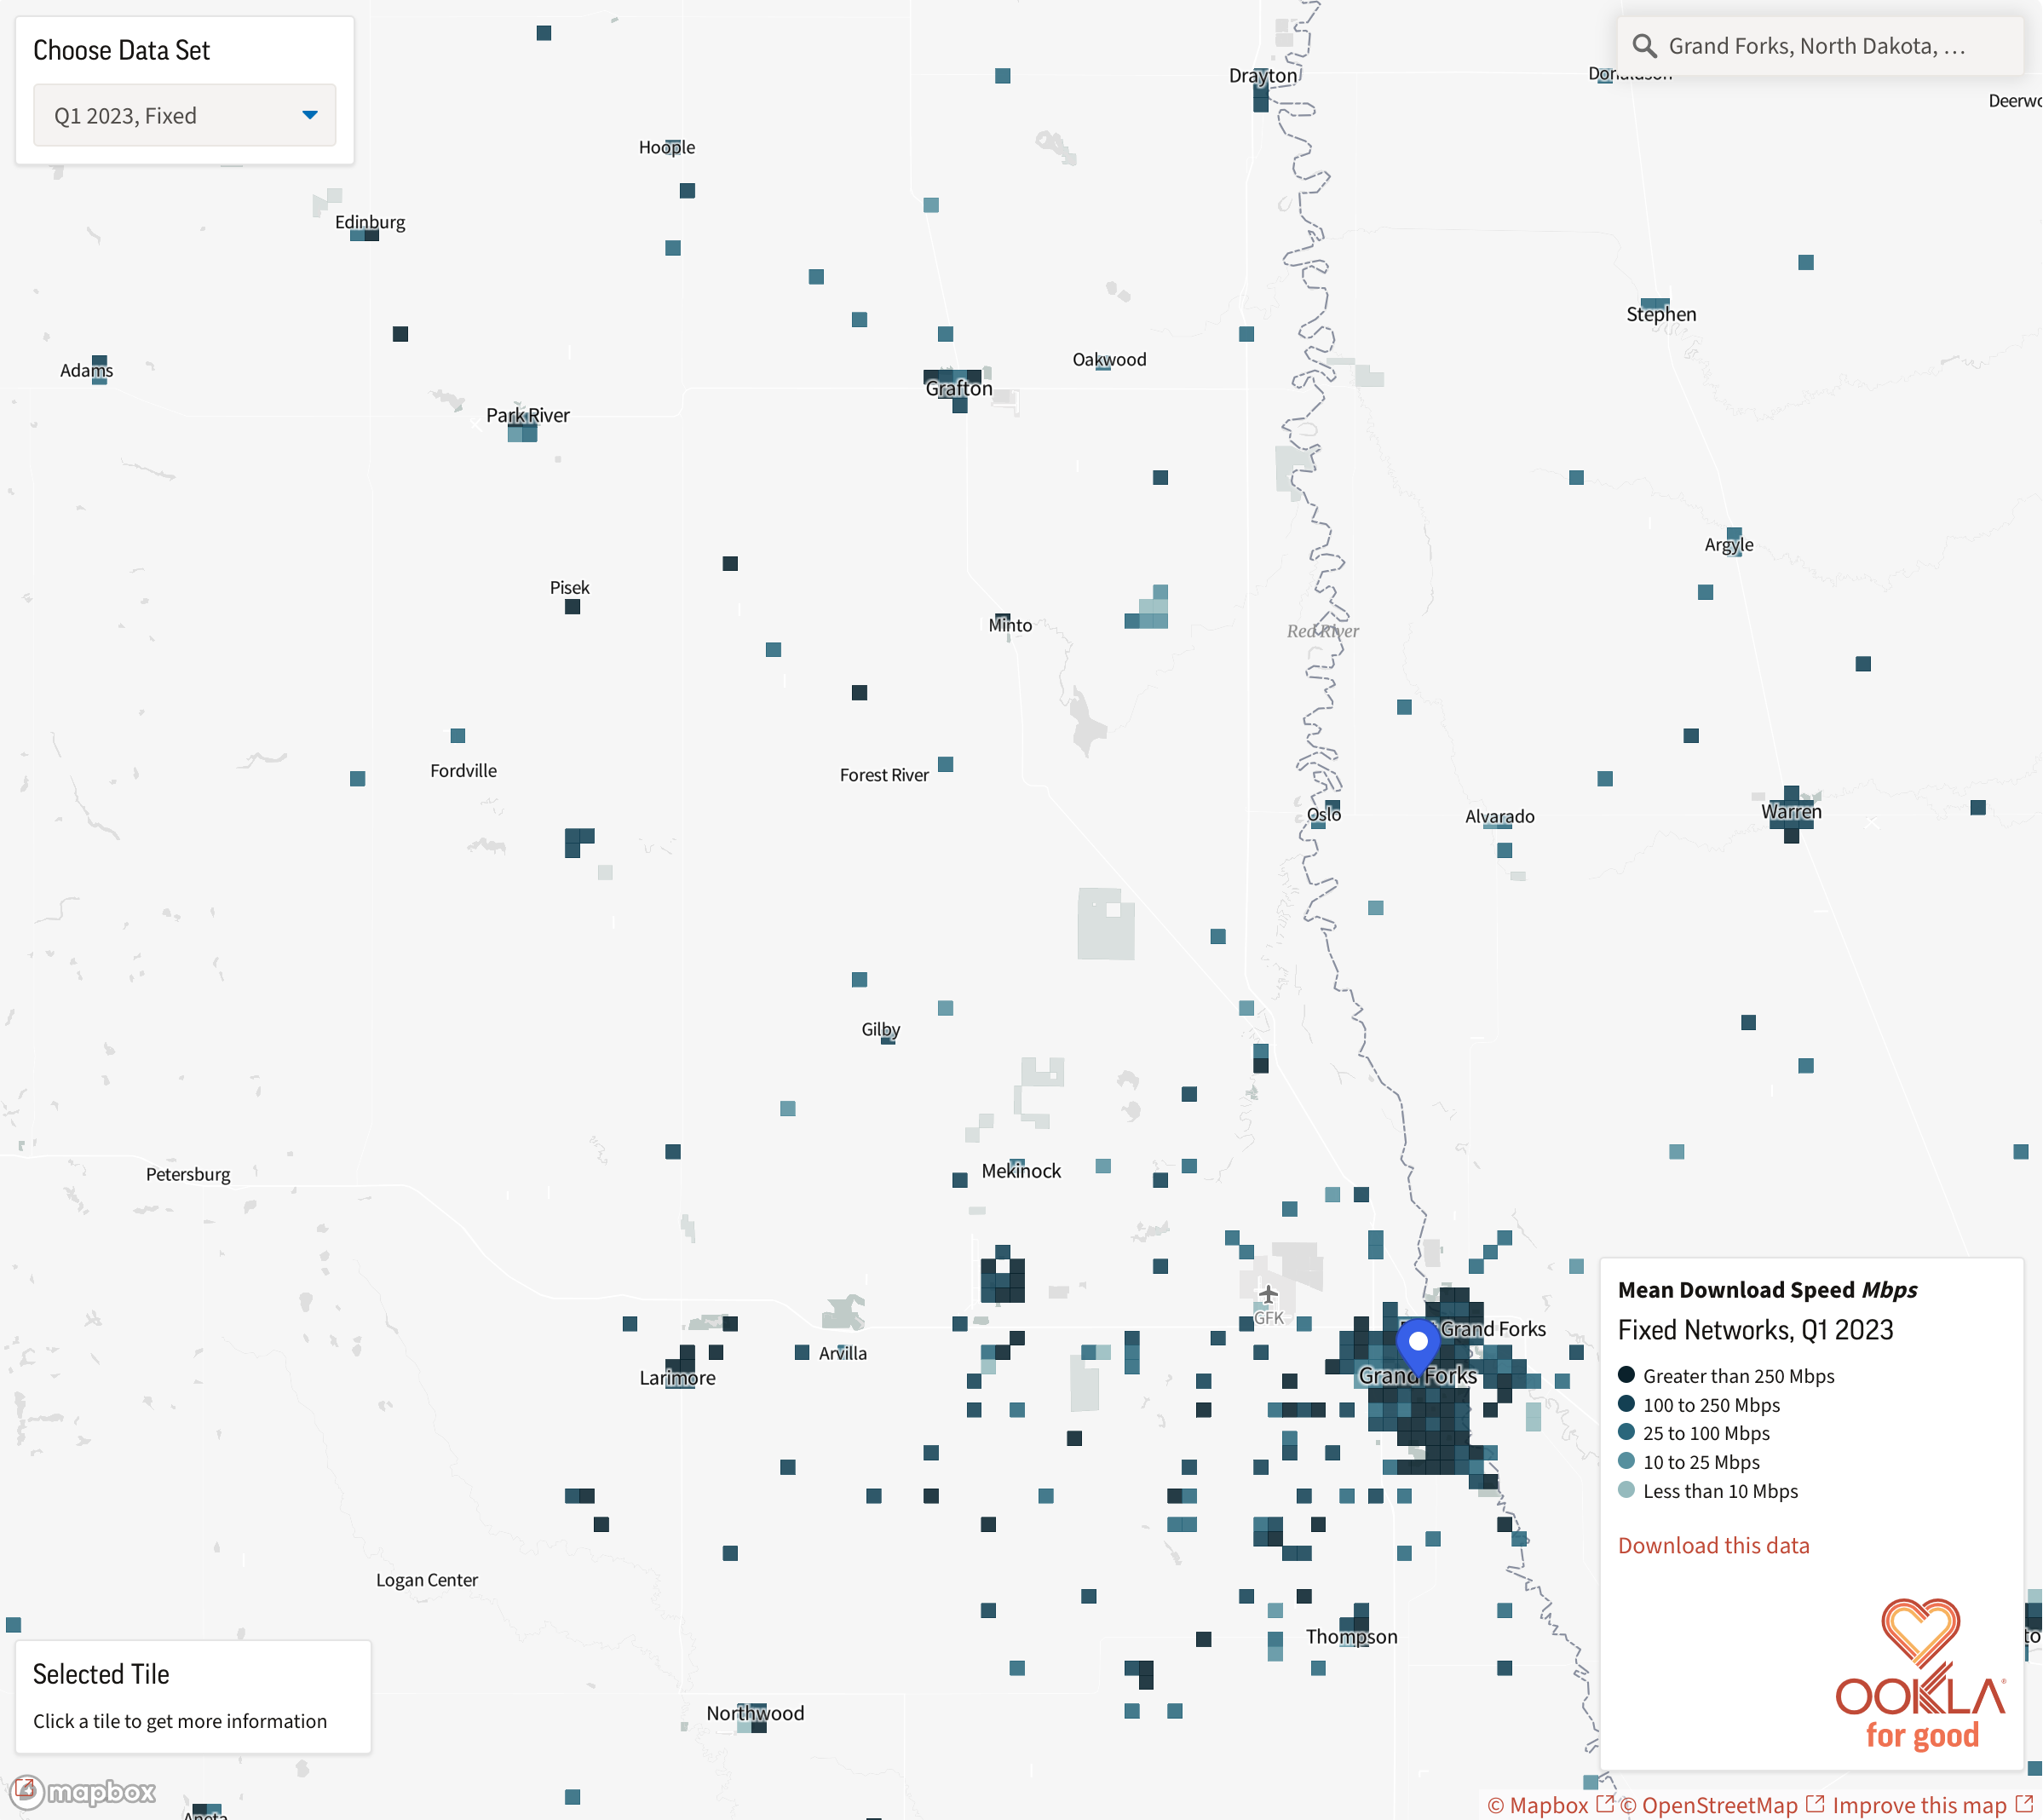 Choose Data Set
Q1 2023, Fixed
Grand Forks, North Dakota, …
Drayton
Donaldson
Hoople
Edinburg
Stephen
Adams
Oakwood
Grafton
Park River
Argyle
Pisek
Minto
Red River
Fordville
Forest River
Oslo
Alvarado
Warren
Gilby
Petersburg
Mekinock
GFK
Grand Forks
Arvilla
Larimore
Grand Forks
Logan Center
Thompson
Northwood
Mean Download Speed Mbps
Fixed Networks, Q1 2023
Greater than 250 Mbps
100 to 250 Mbps
25 to 100 Mbps
10 to 25 Mbps
Less than 10 Mbps
Download this data
OOKLA®
for good
Selected Tile
Click a tile to get more information
mapbox
© Mapbox © OpenStreetMap Improve this map